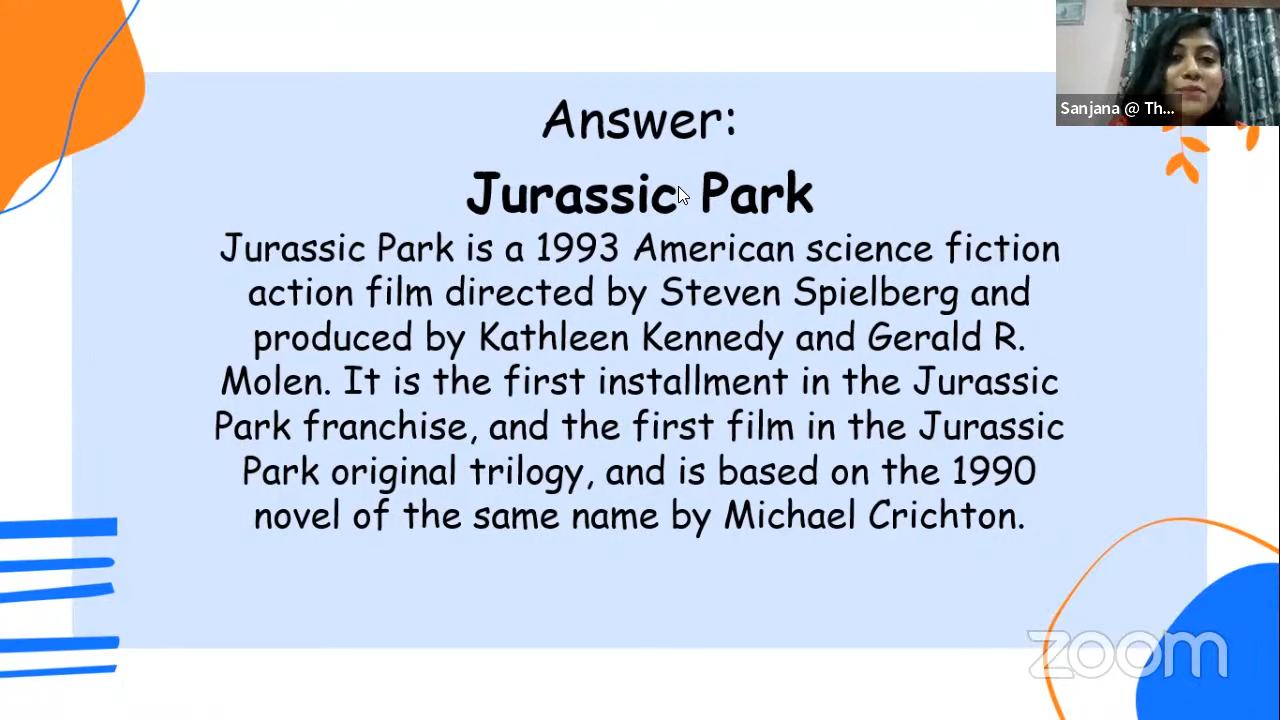 Sanjana @ Th...
Answer:
Jurassic Park
Jurassic Park is a 1993 American science fiction
action film directed by Steven Spielberg and
produced by Kathleen Kennedy and Gerald R.
Molen. It is the first installment in the Jurassic
Park franchise, and the first film in the Jurassic
Park original trilogy, and is based on the 1990
novel of the same name by Michael Crichton.
zoom